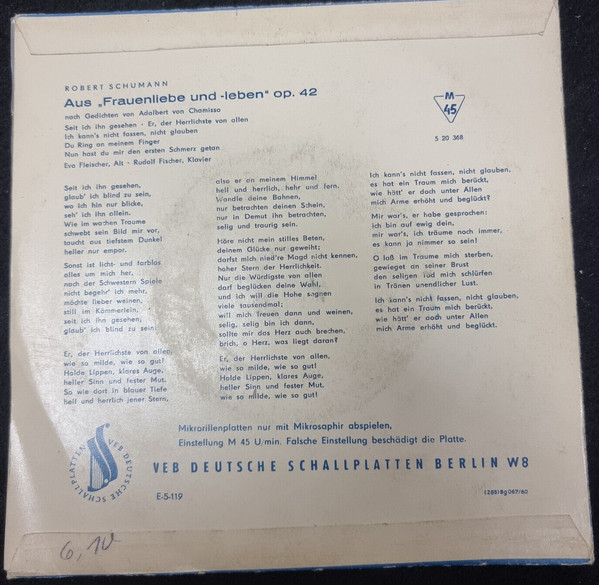 ROBERT SCHUMANN
Aus „Frauenliebe und -leben" op. 42
nach Gedichten von Adalbert von Chamisso
Seit ich ihn gesehen - Er, der Herrlichste von allen
Ich kann's nicht fassen, nicht glauben
Du Ring an meinem Finger
Nun hast du mir den ersten Schmerz getan
Eva Fleischer, Alt - Rudolf Fischer, Klavier
M
45
5 20 368
Seit ich ihn gesehen,
glaub' ich blind zu sein,
wo ich hin nur blicke,
seh' ich ihn allein.
Wie im wachen Traume
schwebt sein Bild mir vor,
taucht aus tiefstem Dunkel
heller nur empor.
Sonst ist licht- und farblos
alles um mich her,
nach der Schwestern Spiele
nicht begehr' ich mehr,
möchte lieber weinen,
still im Kämmerlein,
seit ich ihn gesehen,
glaub' ich blind zu sein.
Er, der Herrlichste von allen,
wie so milde, wie so gut!
Holde Lippen, klares Auge,
heller Sinn und fester Mut.
So wie dort in blauer Tiefe
hell und herrlich jener Stern,
also er an meinem Himmel
hell und herrlich, hehr und fern.
Wandle deine Bahnen,
nur betrachten deinen Schein,
nur in Demut ihn betrachten,
selig und traurig sein.
Höre nicht mein stilles Beten,
deinem Glücke nur geweiht;
darfst mich nied're Magd nicht kennen,
hoher Stern der Herrlichkeit.
Nur die Würdigste von allen
darf beglücken deine Wahl,
und ich will die Hohe segnen
viele tausendmal;
will mich freuen dann und weinen,
selig, selig bin ich dann,
sollte mir das Herz auch brechen,
brich, o Herz, was liegt daran?
Er, der Herrlichste von allen,
wie so milde, wie so gut!
Holde Lippen, klares Auge,
heller Sinn und fester Mut,
wie so milde, wie so gut!
Ich kann's nicht fassen, nicht glauben,
es hat ein Traum mich berückt,
wie hätt' er doch unter Allen
mich Arme erhöht und beglückt?
Mir war's, er habe gesprochen:
ich bin auf ewig dein,
mir war's, ich träume noch immer,
es kann ja nimmer so sein!
O laß im Traume mich sterben,
gewieget an seiner Brust
den seligen Tod mich schlürfen
in Tränen unendlicher Lust.
Ich kann's nicht fassen, nicht glauben,
es hat ein Traum mich berückt,
wie hätt' er doch unter Allen
mich Arme erhöht und beglückt.
Mikrorillenplatten nur mit Mikrosaphir abspielen,
Einstellung M 45 U/min. Falsche Einstellung beschädigt die Platte.
VEB DEUTSCHE SCHALLPLATTEN
VEB DEUTSCHE SCHALLPLATTEN BERLIN W8
E-5-119